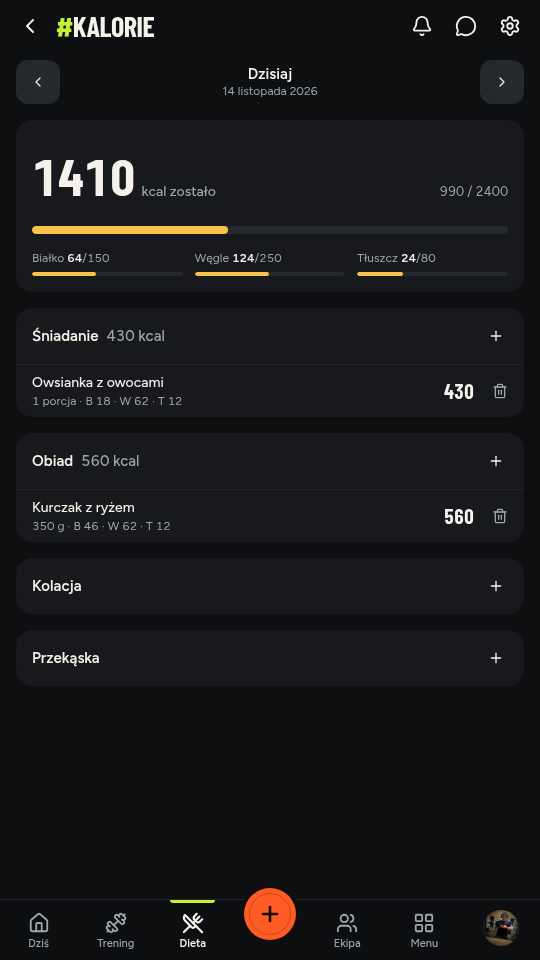 #KALORIE
Dzisiaj
14 listopada 2026
1410 kcal zostało
990 / 2400
Białko 64/150
Węgle 124/250
Tłuszcz 24/80
Śniadanie 430 kcal
Owsianka z owocami
1 porcja · B 18 · W 62 · T 12
430
Obiad 560 kcal
Kurczak z ryżem
350 g · B 46 · W 62 · T 12
560
Kolacja
Przekąska
Dziś
Trening
Dieta
Ekipa
Menu